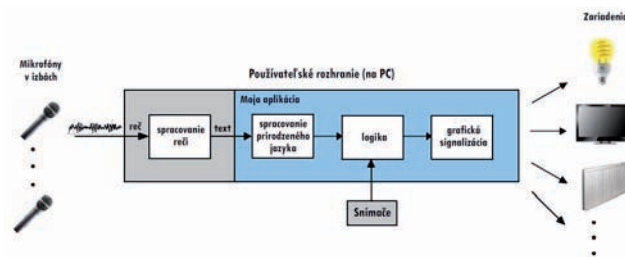 Zariadenia
Mikrofóny
v izbách
Používateľské rozhranie (na PC)
Moja aplikácia
reč
spracovanie
reči
text
spracovanie
prirodzeného
jazyka
logika
grafická
signalizácia
Snímače